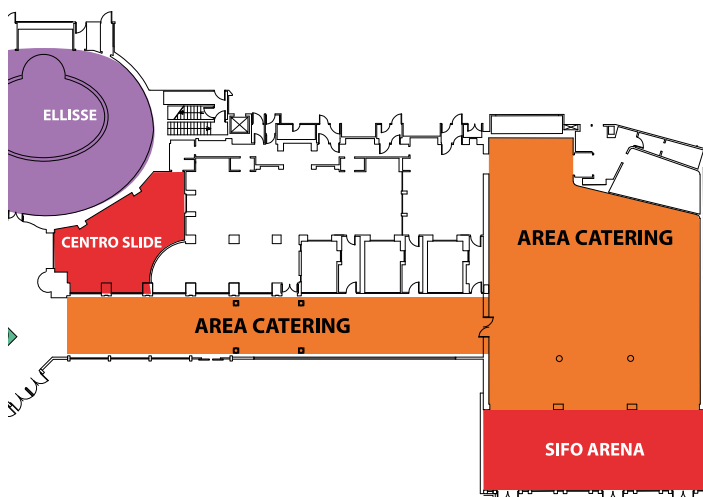 ELLISSE
CENTRO SLIDE
AREA CATERING
AREA CATERING
SIFO ARENA